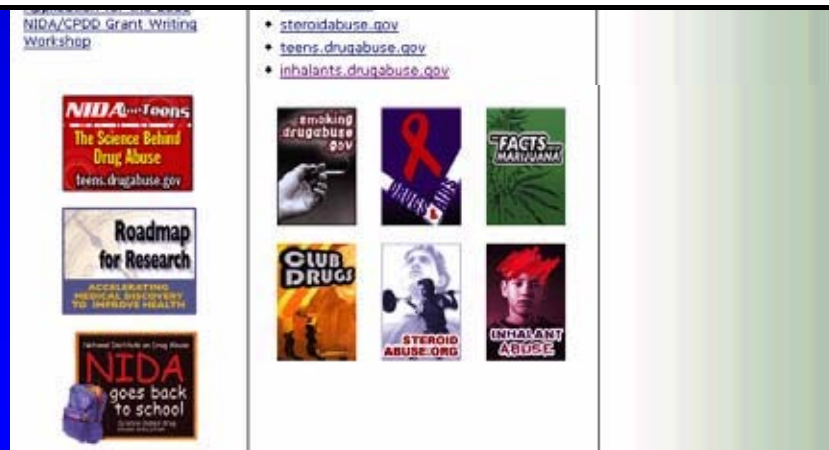 NIDA/CPDD Grant Writing
Workshop
NIDA for Teens
The Science Behind
Drug Abuse
teens.drugabuse.gov
Roadmap
for Research
ACCELERATING
MEDICAL DISCOVERY
TO IMPROVE HEALTH
National Institute on Drug Abuse
NIDA
goes back
to school
steroidabuse.gov
teens.drugabuse.gov
inhalants.drugabuse.gov
smoking
drugabuse
gov
DRUGS
AIDS
FACTS
MARIJUANA
CLUB
DRUGS
STEROID
ABUSE.ORG
INHALANT
ABUSE